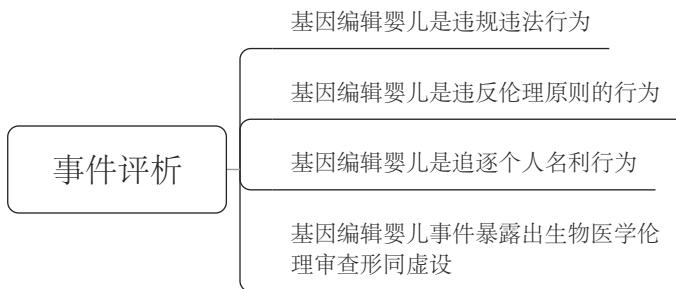 基因编辑婴儿是违规违法行为
基因编辑婴儿是违反伦理原则的行为
事件评析
基因编辑婴儿是追逐个人名利行为
基因编辑婴儿事件暴露出生物医学伦
理审查形同虚设